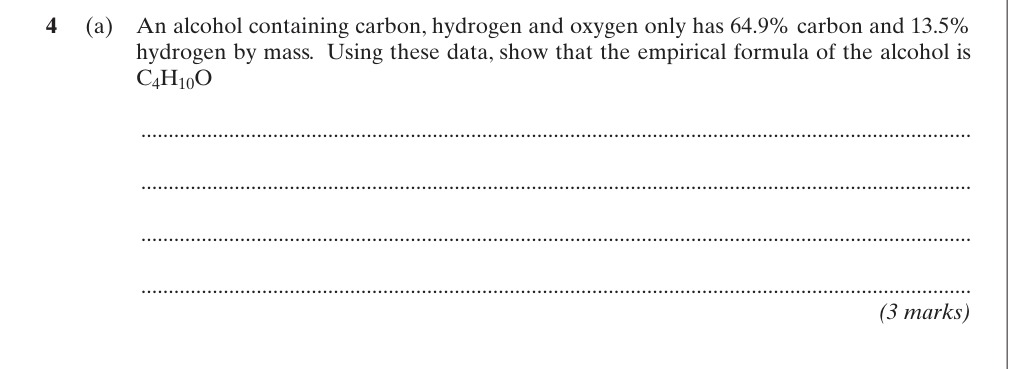 4 (a) An alcohol containing carbon, hydrogen and oxygen only has 64.9% carbon and 13.5%
hydrogen by mass. Using these data, show that the empirical formula of the alcohol is
C₄H₁₀O
(3 marks)